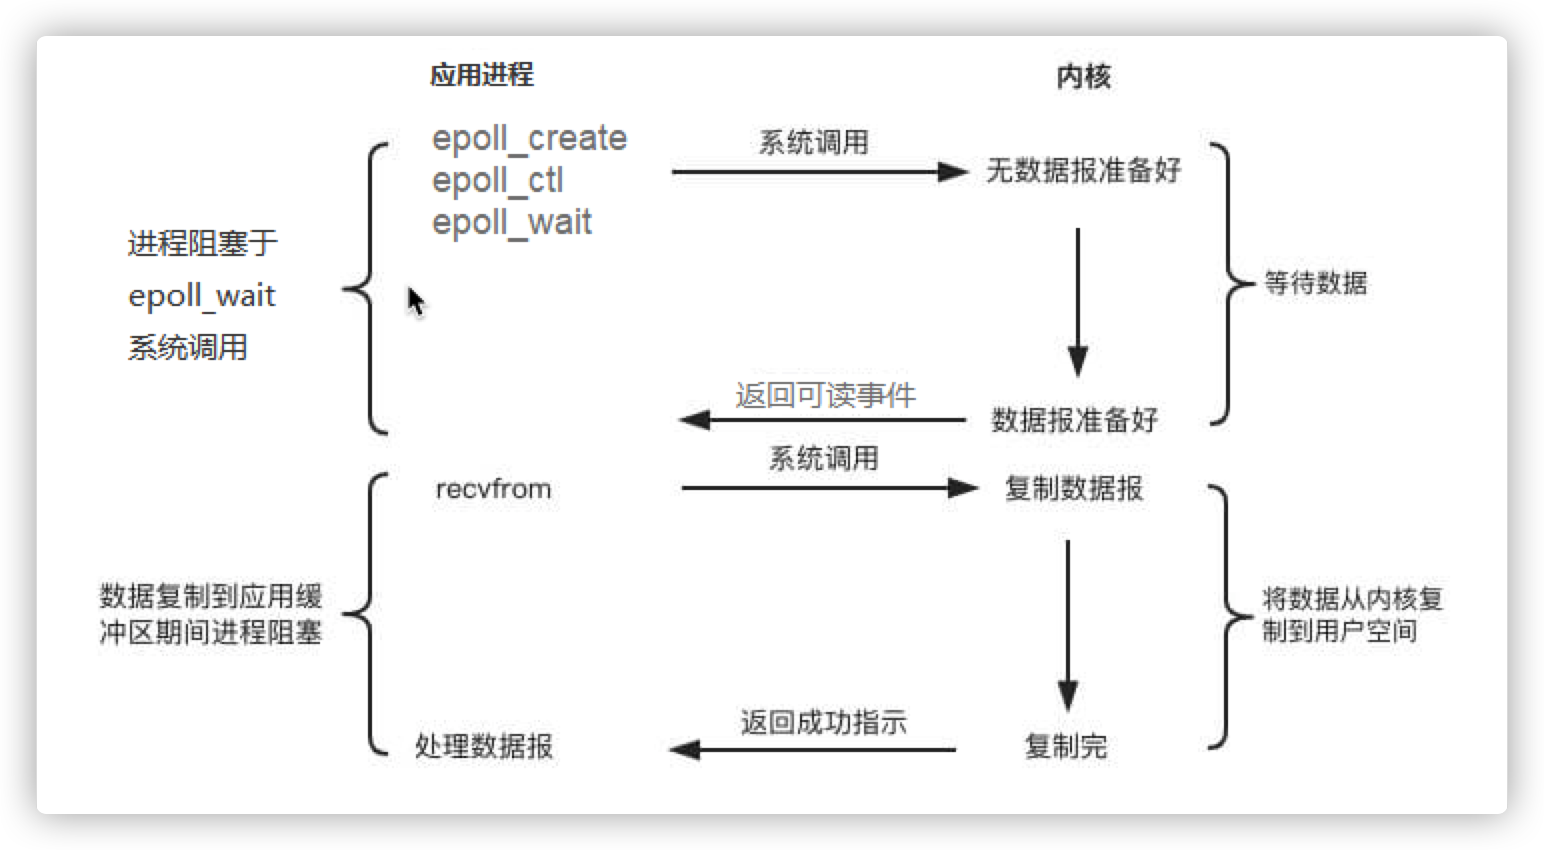 应用进程
内核
epoll_create
epoll_ctl
epoll_wait
系统调用
无数据报准备好
进程阻塞于
epoll_wait
系统调用
等待数据
返回可读事件
数据报准备好
系统调用
recvfrom
复制数据报
数据复制到应用缓
冲区期间进程阻塞
将数据从内核复
制到用户空间
返回成功指示
处理数据报
复制完